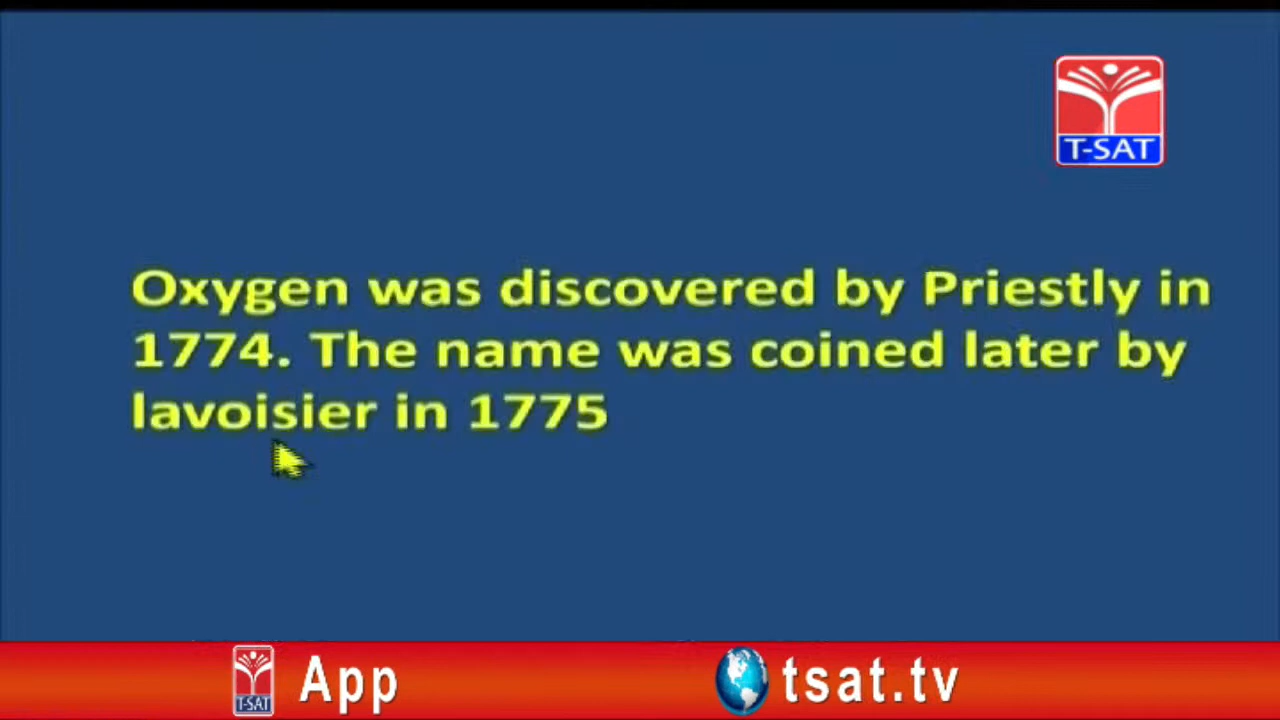 T-SAT
Oxygen was discovered by Priestly in
1774. The name was coined later by
lavoisier in 1775
T-SAT App
tsat.tv